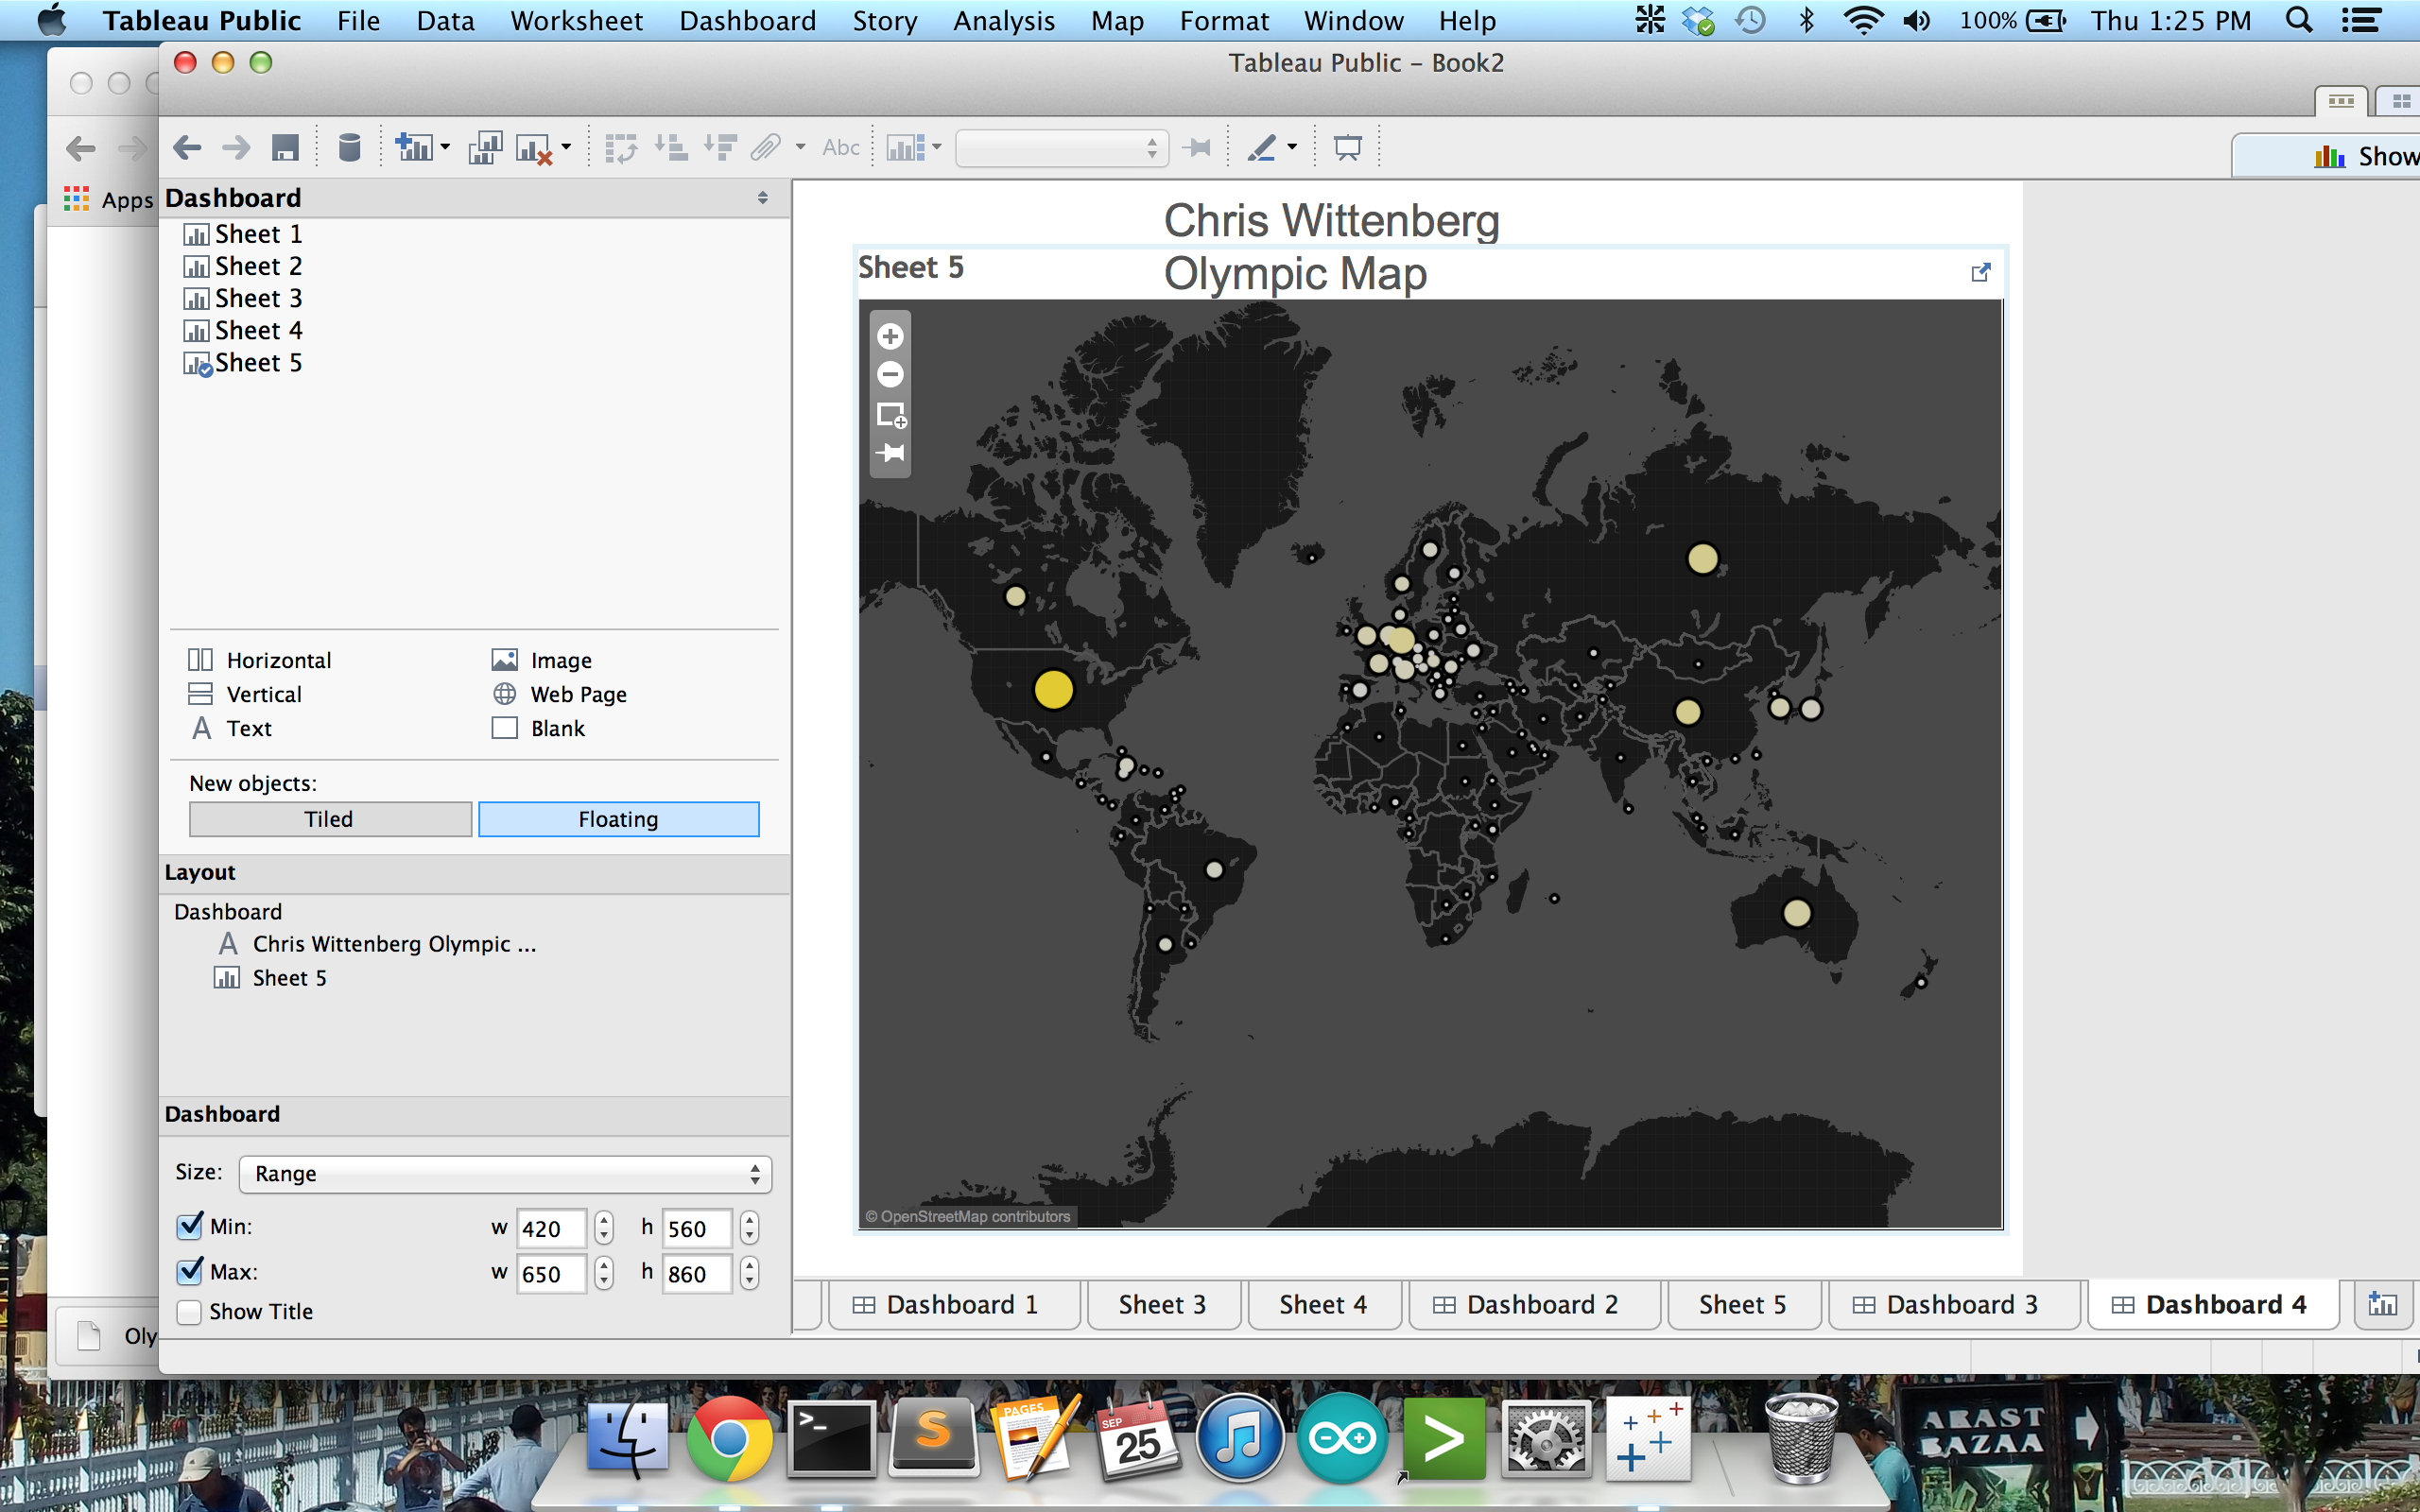 Tableau Public File Data Worksheet Dashboard Story Analysis Map Format Window Help 100% Thu 1:25 PM
Tableau Public - Book2
Abc
Show
Apps
Dashboard
Sheet 1
Sheet 2
Sheet 3
Sheet 4
Sheet 5
Horizontal Image
Vertical Web Page
A Text Blank
New objects:
Tiled Floating
Layout
Dashboard
A Chris Wittenberg Olympic ...
Sheet 5
Dashboard
Size: Range
Min: w 420 h 560
Max: w 650 h 860
Show Title
Chris Wittenberg
Sheet 5 Olympic Map
© OpenStreetMap contributors
Dashboard 1 Sheet 3 Sheet 4 Dashboard 2 Sheet 5 Dashboard 3 Dashboard 4
Oly
>_
S
PAGES
SEP
25
>
ARAST
BAZAA